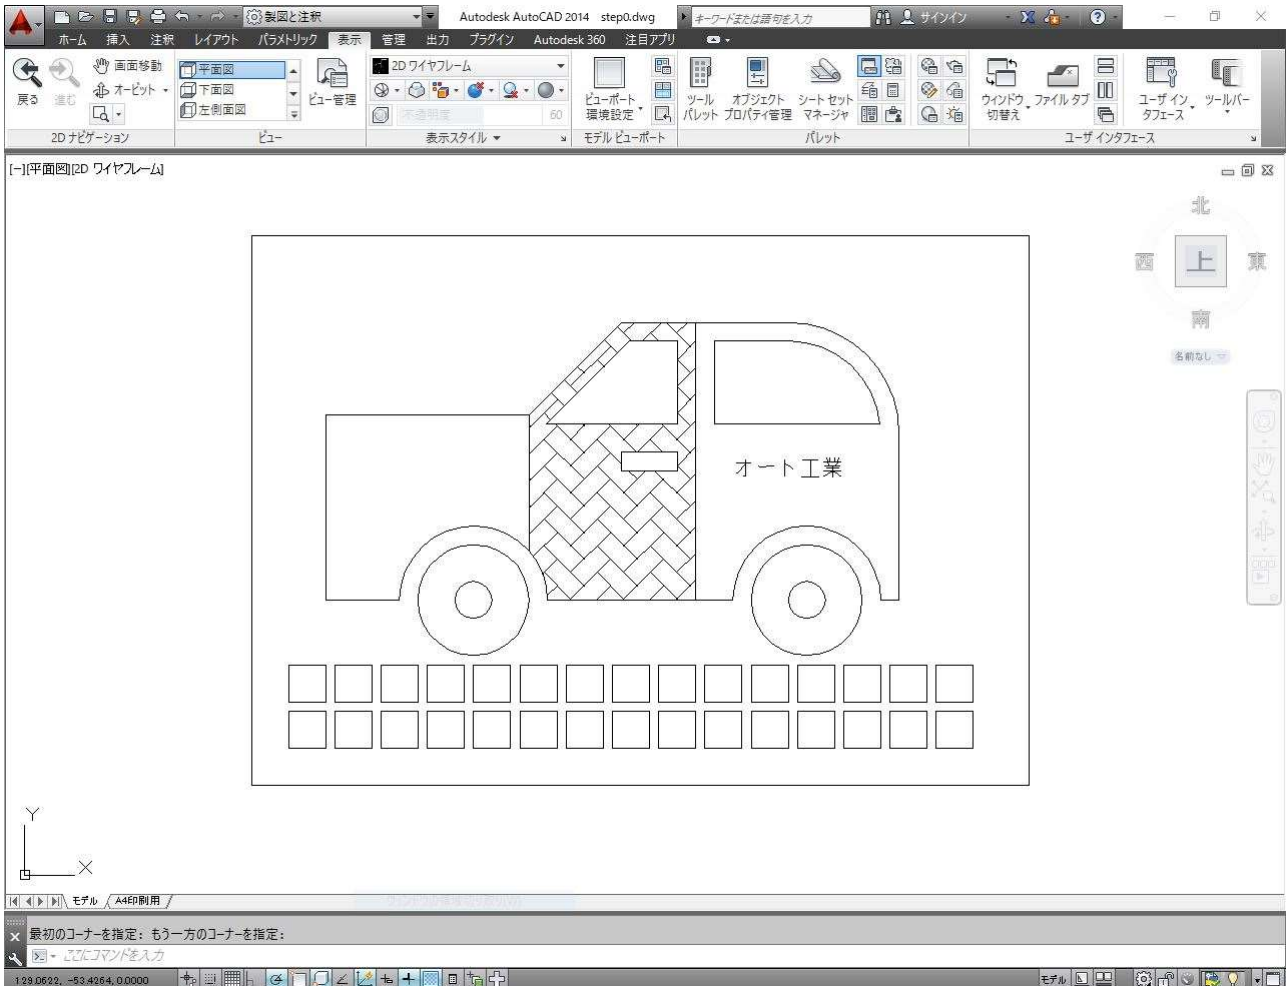 製図と注釈
Autodesk AutoCAD 2014 step0.dwg
キーワードまたは語句を入力
サインイン
ホーム 挿入 注釈 レイアウト パラメトリック 表示 管理 出力 プラグイン Autodesk 360 注目アプリ
戻る
進む
画面移動
オービット
2D ナビゲーション
平面図
下面図
左側面図
ビュー管理
ビュー
2D ワイヤフレーム
不透明度 60
表示スタイル
ビューポート
環境設定
モデル ビューポート
ツール
パレット
オブジェクト
プロパティ管理
シート セット
マネージャ
パレット
ウィンドウ
切替え
ファイル タブ
ユーザ イン
タフェース
ツールバー
ユーザ インタフェース
[−][平面図][2D ワイヤフレーム]
北
西 上 東
南
名前なし
オート工業
Y
X
モデル A4印刷用
最初のコーナーを指定: もう一方のコーナーを指定:
ここにコマンドを入力
129.0622, -53.4264, 0.0000
モデル